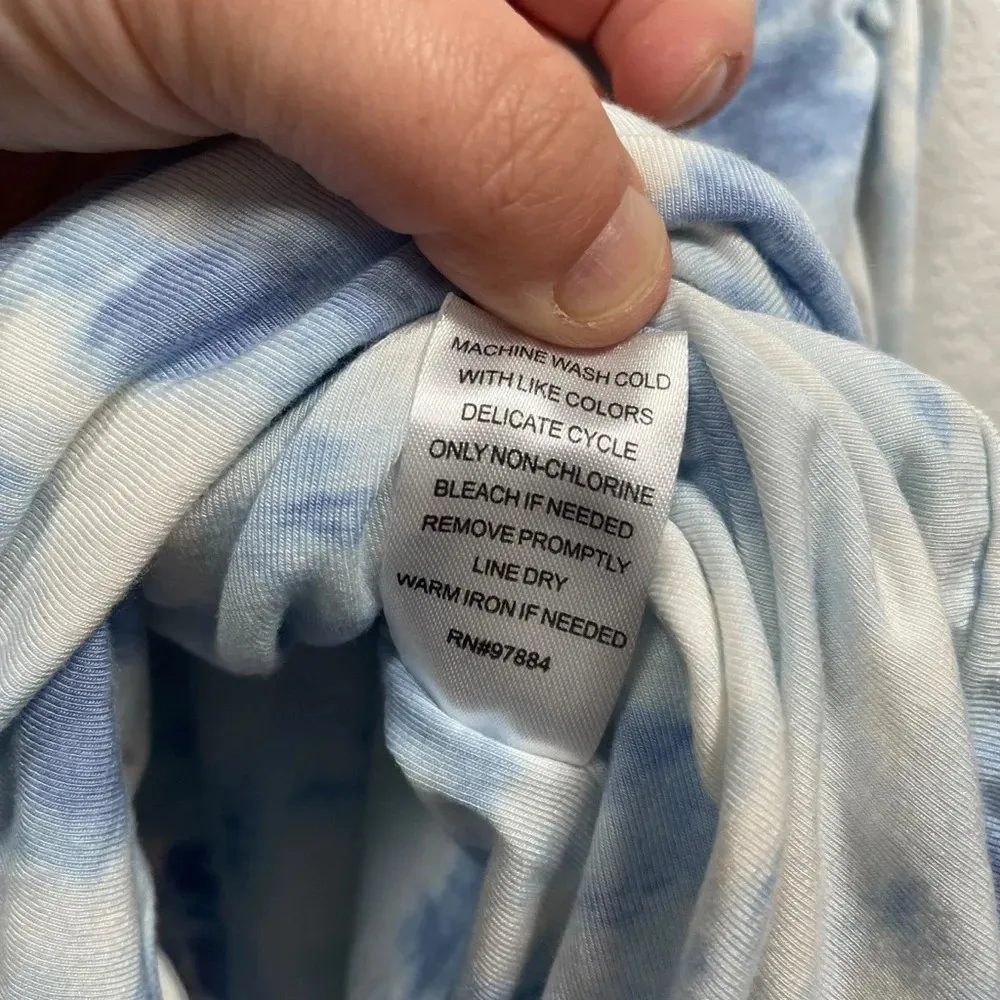 MACHINE WASH COLD
WITH LIKE COLORS
DELICATE CYCLE
ONLY NON-CHLORINE
BLEACH IF NEEDED
REMOVE PROMPTLY
LINE DRY
WARM IRON IF NEEDED
RN#97884